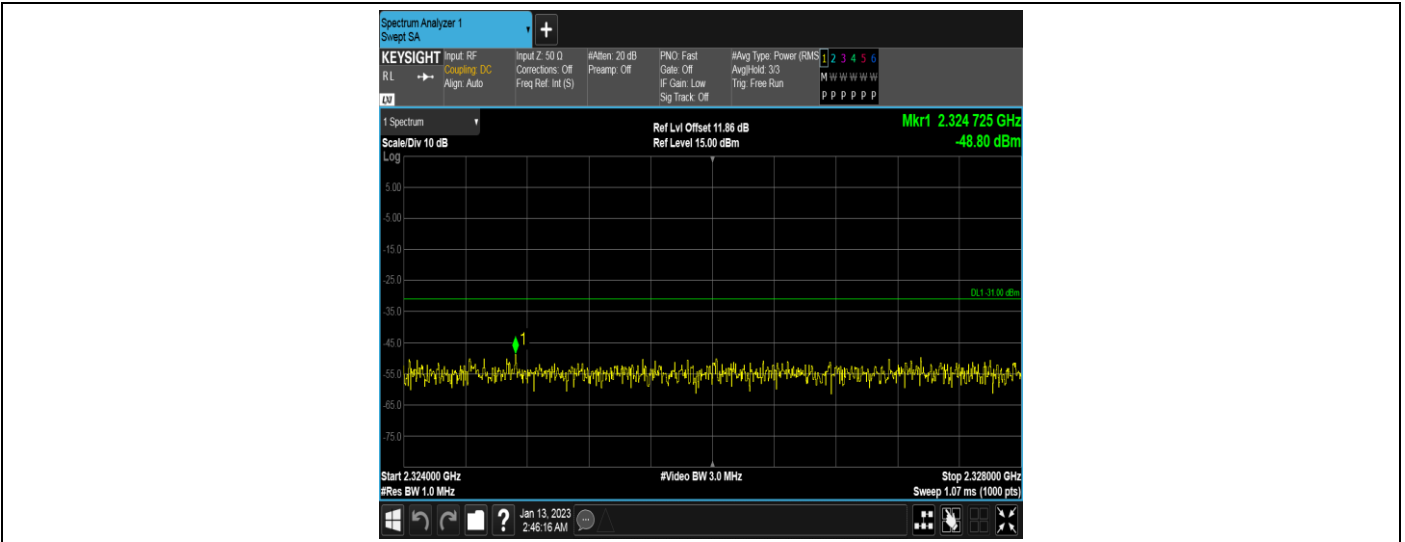 Spectrum Analyzer 1
Swept SA
+
KEYSIGHT
RL
LXI
Input: RF
Coupling: DC
Align: Auto
Input Z: 50 Ω
Corrections: Off
Freq Ref: Int (S)
#Atten: 20 dB
Preamp: Off
PNO: Fast
Gate: Off
IF Gain: Low
Sig Track: Off
#Avg Type: Power (RMS
Avg|Hold: 3/3
Trig: Free Run
1 2 3 4 5 6
M W W W W W
P P P P P P
1 Spectrum
Scale/Div 10 dB
Ref Lvl Offset 11.86 dB
Ref Level 15.00 dBm
Mkr1 2.324 725 GHz
-48.80 dBm
Log
5.00
-5.00
-15.0
-25.0
DL1 -31.00 dBm
-35.0
1
-45.0
-55.0
-65.0
-75.0
Start 2.324000 GHz
#Video BW 3.0 MHz
Stop 2.328000 GHz
#Res BW 1.0 MHz
Sweep 1.07 ms (1000 pts)
?
Jan 13, 2023
2:46:16 AM